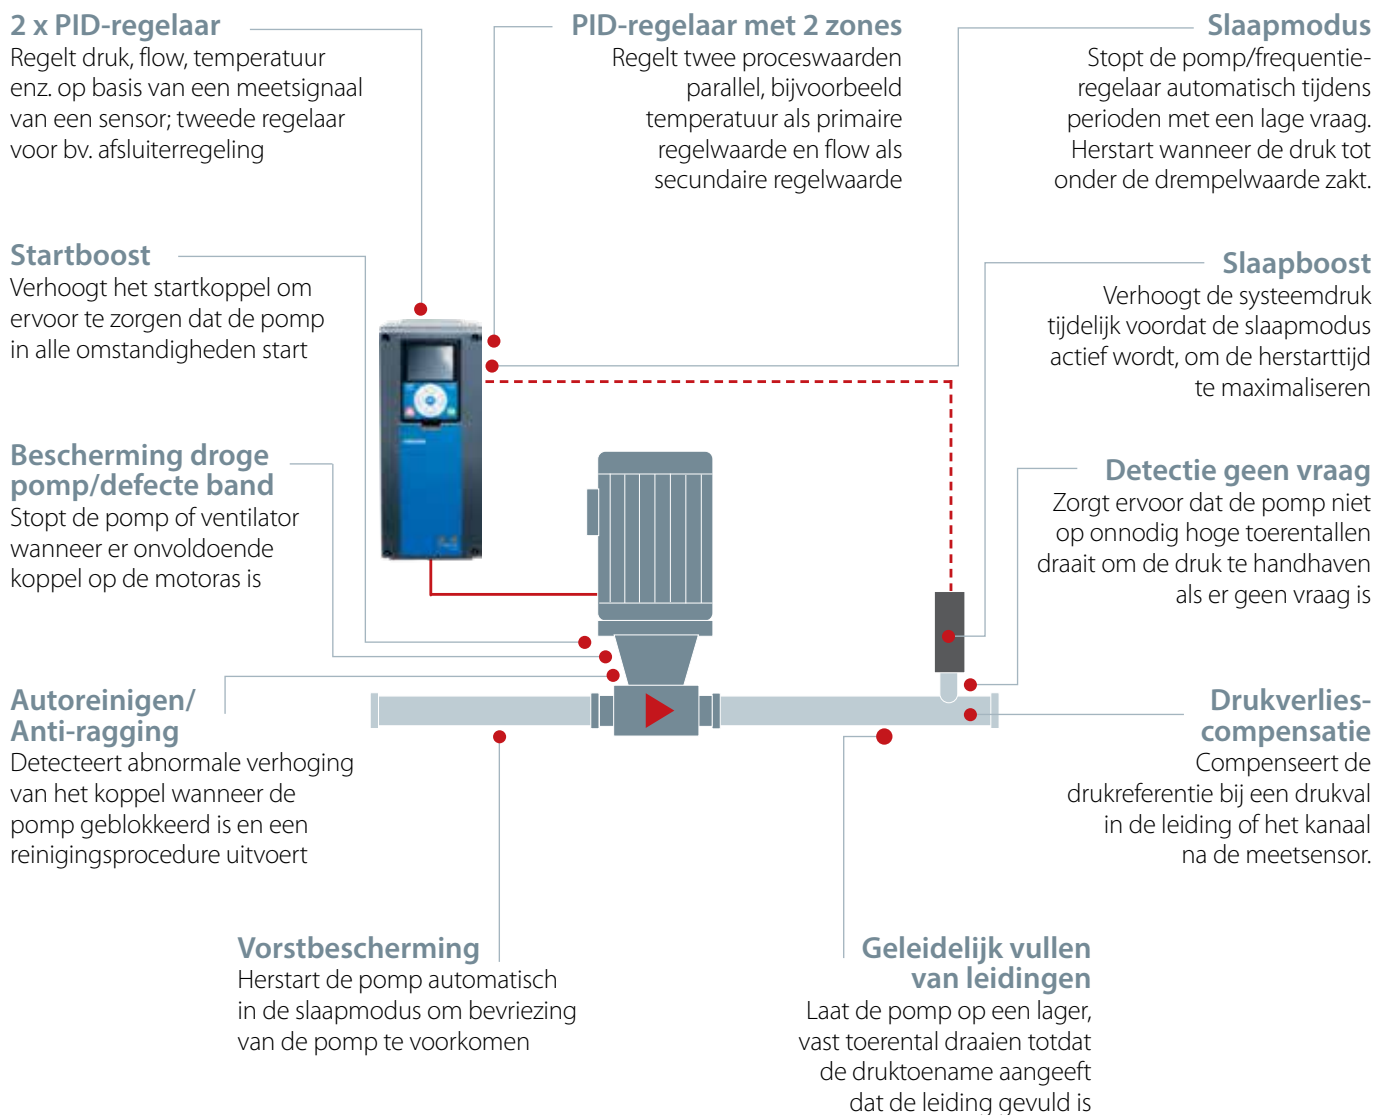 2 x PID-regelaar
Regelt druk, flow, temperatuur
enz. op basis van een meetsignaal
van een sensor; tweede regelaar
voor bv. afsluiterregeling
PID-regelaar met 2 zones
Regelt twee proceswaarden
parallel, bijvoorbeeld
temperatuur als primaire
regelwaarde en flow als
secundaire regelwaarde
Slaapmodus
Stopt de pomp/frequentie-
regelaar automatisch tijdens
perioden met een lage vraag.
Herstart wanneer de druk tot
onder de drempelwaarde zakt.
Startboost
Verhoogt het startkoppel om
ervoor te zorgen dat de pomp
in alle omstandigheden start
Slaapboost
Verhoogt de systeemdruk
tijdelijk voordat de slaapmodus
actief wordt, om de herstarttijd
te maximaliseren
Bescherming droge
pomp/defecte band
Stopt de pomp of ventilator
wanneer er onvoldoende
koppel op de motoras is
Detectie geen vraag
Zorgt ervoor dat de pomp niet
op onnodig hoge toerentallen
draait om de druk te handhaven
als er geen vraag is
Autoreinigen/
Anti-ragging
Detecteert abnormale verhoging
van het koppel wanneer de
pomp geblokkeerd is en een
reinigingsprocedure uitvoert
Drukverlies-
compensatie
Compenseert de
drukreferentie bij een drukval
in de leiding of het kanaal
na de meetsensor.
Vorstbescherming
Herstart de pomp automatisch
in de slaapmodus om bevriezing
van de pomp te voorkomen
Geleidelijk vullen
van leidingen
Laat de pomp op een lager,
vast toerental draaien totdat
de druktoename aangeeft
dat de leiding gevuld is